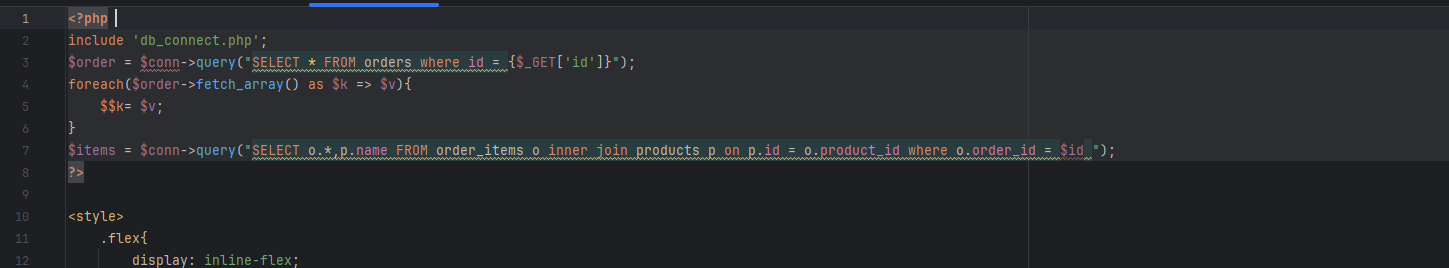 1 <?php
2 include 'db_connect.php';
3 $order = $conn->query("SELECT * FROM orders where id = {$_GET['id']}");
4 foreach($order->fetch_array() as $k => $v){
5     $$k= $v;
6 }
7 $items = $conn->query("SELECT o.*,p.name FROM order_items o inner join products p on p.id = o.product_id where o.order_id = $id ");
8 ?>
9
10 <style>
11     .flex{
12         display: inline-flex;